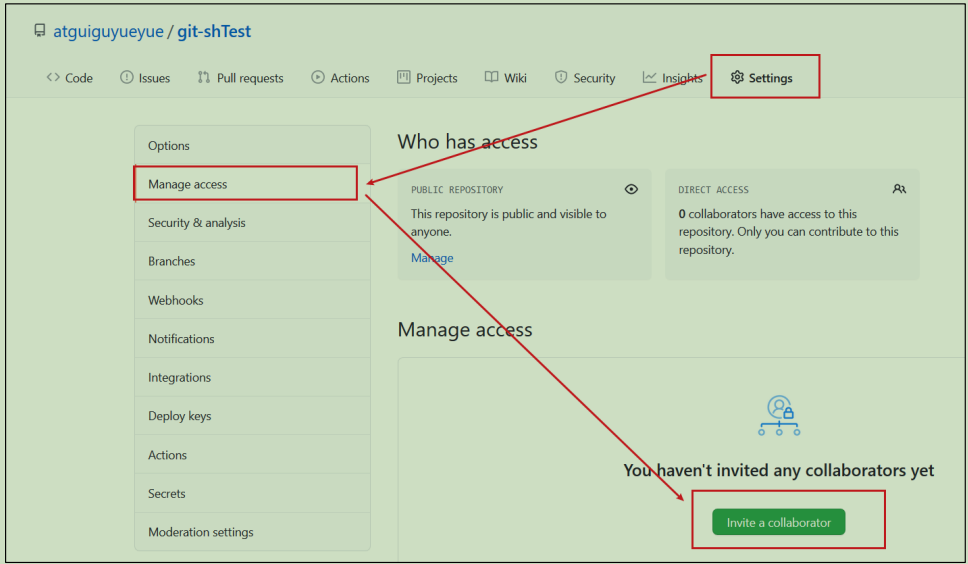 atguiguyueyue / git-shTest
Code Issues Pull requests Actions Projects Wiki Security Insights Settings
Options
Manage access
Security & analysis
Branches
Webhooks
Notifications
Integrations
Deploy keys
Actions
Secrets
Moderation settings
Who has access
PUBLIC REPOSITORY
This repository is public and visible to
anyone.
Manage
DIRECT ACCESS
0 collaborators have access to this
repository. Only you can contribute to this
repository.
Manage access
You haven't invited any collaborators yet
Invite a collaborator